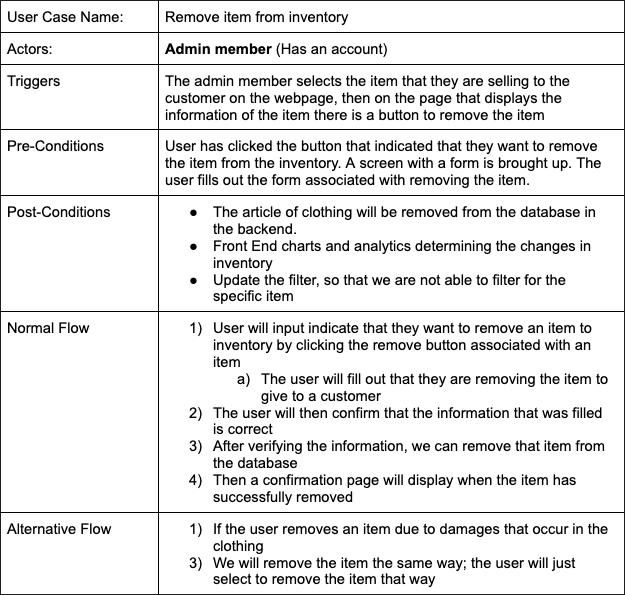 User Case Name:
Remove item from inventory
Actors:
Admin member (Has an account)
Triggers
The admin member selects the item that they are selling to the
customer on the webpage, then on the page that displays the
information of the item there is a button to remove the item
Pre-Conditions
User has clicked the button that indicated that they want to remove
the item from the inventory. A screen with a form is brought up. The
user fills out the form associated with removing the item.
Post-Conditions
● The article of clothing will be removed from the database in
the backend.
● Front End charts and analytics determining the changes in
inventory
● Update the filter, so that we are not able to filter for the
specific item
Normal Flow
1) User will input indicate that they want to remove an item to
inventory by clicking the remove button associated with an
item
a) The user will fill out that they are removing the item to
give to a customer
2) The user will then confirm that the information that was filled
is correct
3) After verifying the information, we can remove that item from
the database
4) Then a confirmation page will display when the item has
successfully removed
Alternative Flow
1) If the user removes an item due to damages that occur in the
clothing
3) We will remove the item the same way; the user will just
select to remove the item that way